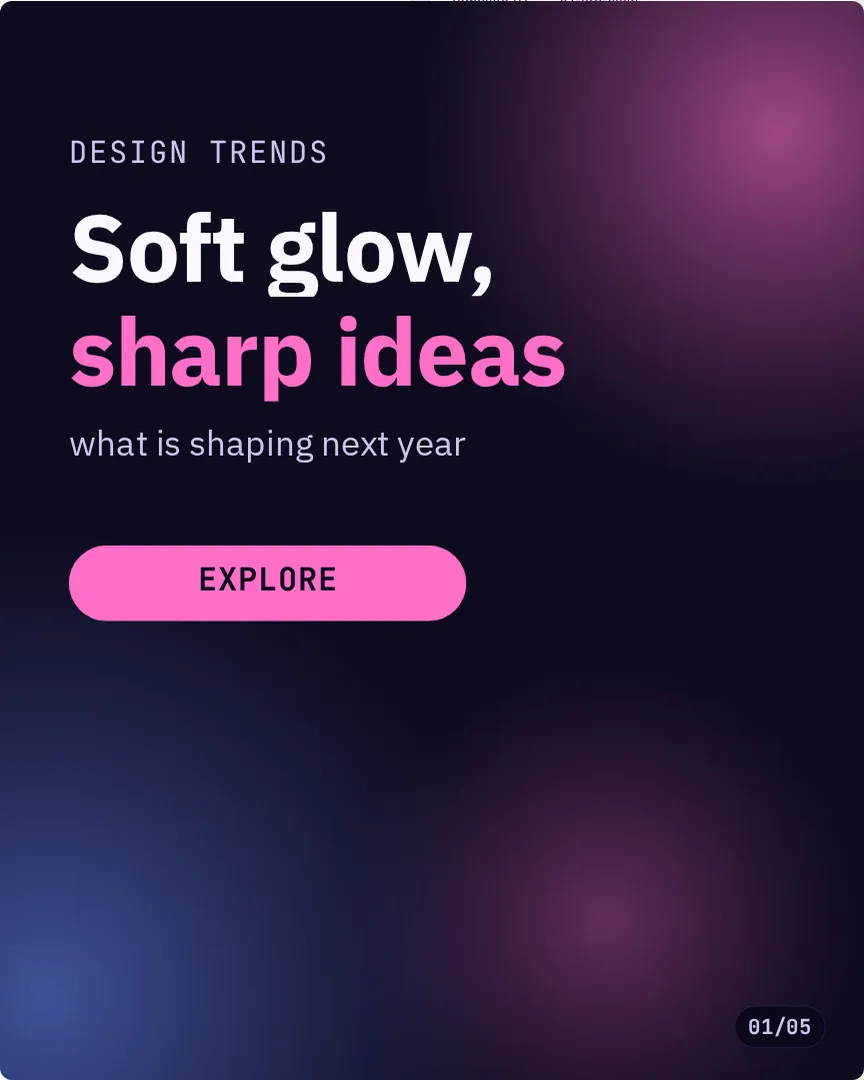 DESIGN TRENDS
Soft glow,
sharp ideas
what is shaping next year
EXPLORE
01/05